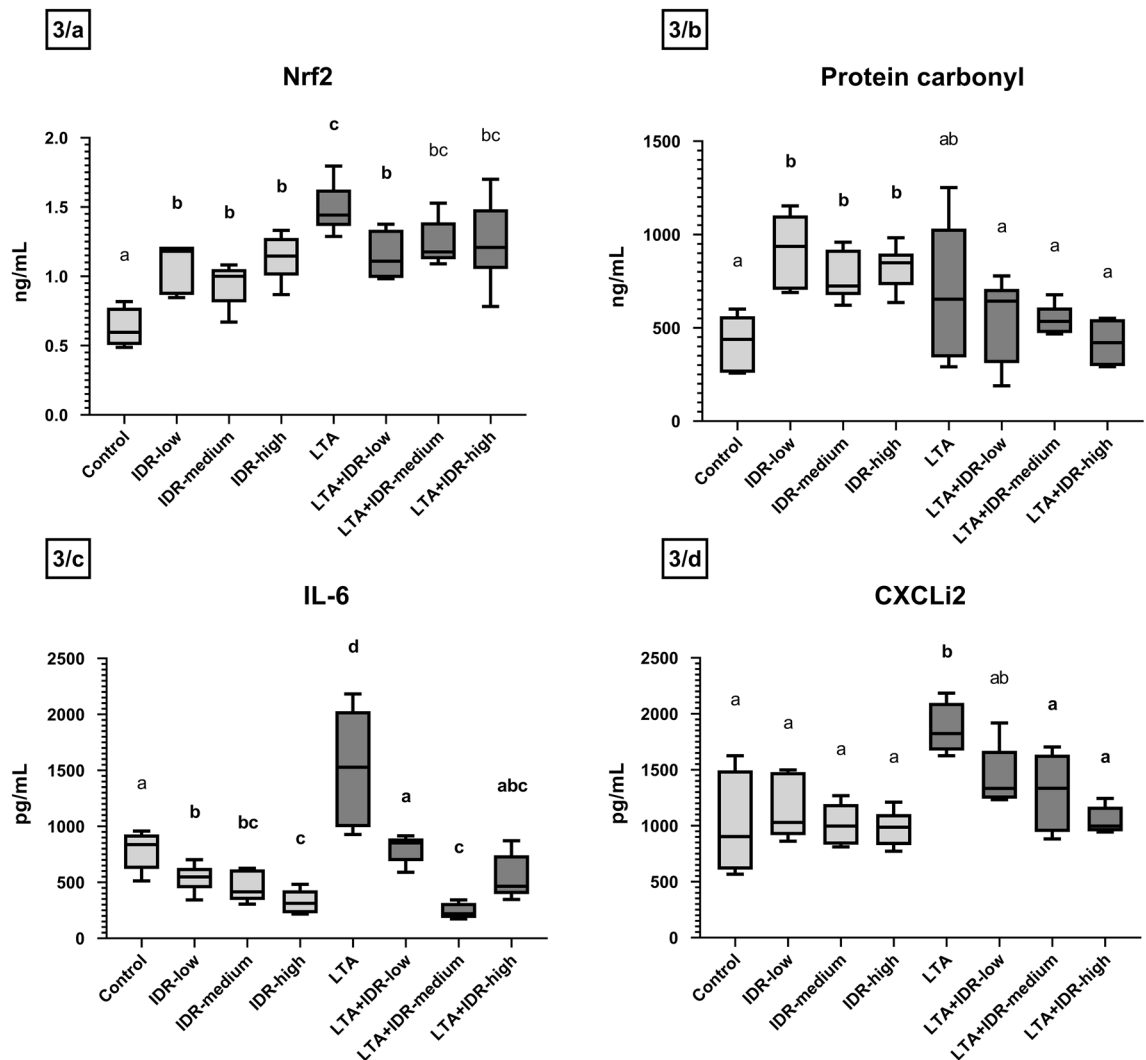 3/a
Nrf2
ng/mL
2.0
1.5
1.0
0.5
0.0
a
b
b
b
c
b
bc
bc
Control
IDR-low
IDR-medium
IDR-high
LTA
LTA+IDR-low
LTA+IDR-medium
LTA+IDR-high
3/b
Protein carbonyl
ng/mL
1500
1000
500
0
a
b
b
b
ab
a
a
a
Control
IDR-low
IDR-medium
IDR-high
LTA
LTA+IDR-low
LTA+IDR-medium
LTA+IDR-high
3/c
IL-6
pg/mL
2500
2000
1500
1000
500
0
a
b
bc
c
d
a
c
abc
Control
IDR-low
IDR-medium
IDR-high
LTA
LTA+IDR-low
LTA+IDR-medium
LTA+IDR-high
3/d
CXCLi2
pg/mL
2500
2000
1500
1000
500
0
a
a
a
a
b
ab
a
a
Control
IDR-low
IDR-medium
IDR-high
LTA
LTA+IDR-low
LTA+IDR-medium
LTA+IDR-high